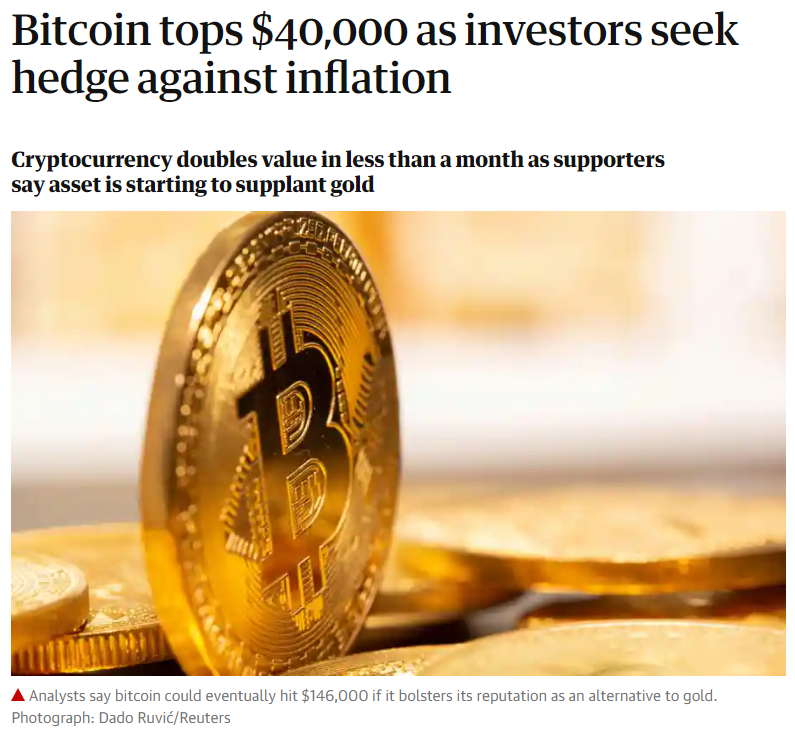 Bitcoin tops $40,000 as investors seek
hedge against inflation
Cryptocurrency doubles value in less than a month as supporters
say asset is starting to supplant gold
Analysts say bitcoin could eventually hit $146,000 if it bolsters its reputation as an alternative to gold.
Photograph: Dado Ruvić/Reuters